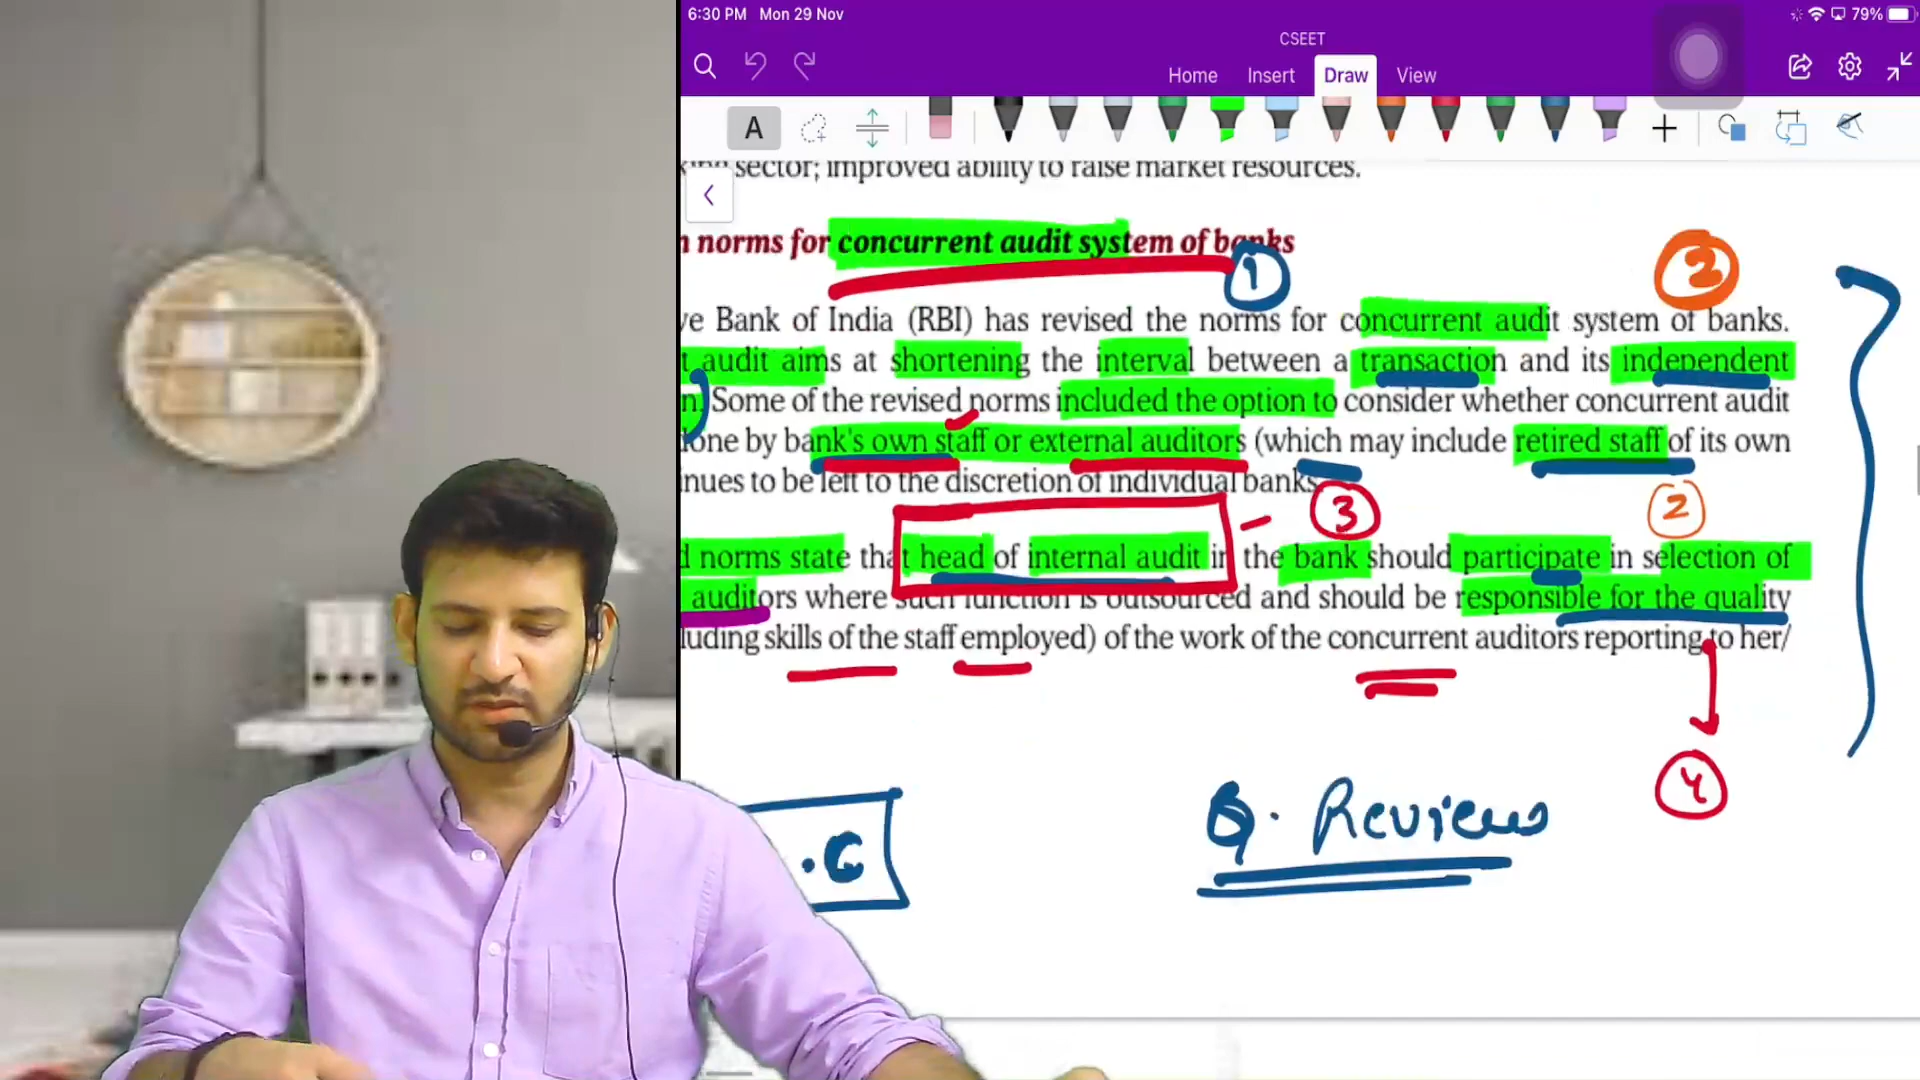 6:30 PM Mon 29 Nov
79%
CSEET
Home Insert Draw View
A
sector; improved ability to raise market resources.
norms for concurrent audit system of banks
1
2
Bank of India (RBI) has revised the norms for concurrent audit system of banks.
audit aims at shortening the interval between a transaction and its independent
Some of the revised norms included the option to consider whether concurrent audit
done by bank's own staff or external auditors (which may include retired staff of its own
to be left to the discretion of individual banks
3
2
norms state that head of internal audit in the bank should participate in selection of
auditors where such function is outsourced and should be responsible for the quality
skills of the staff employed) of the work of the concurrent auditors reporting to her/
4
Q. Reviews
.G